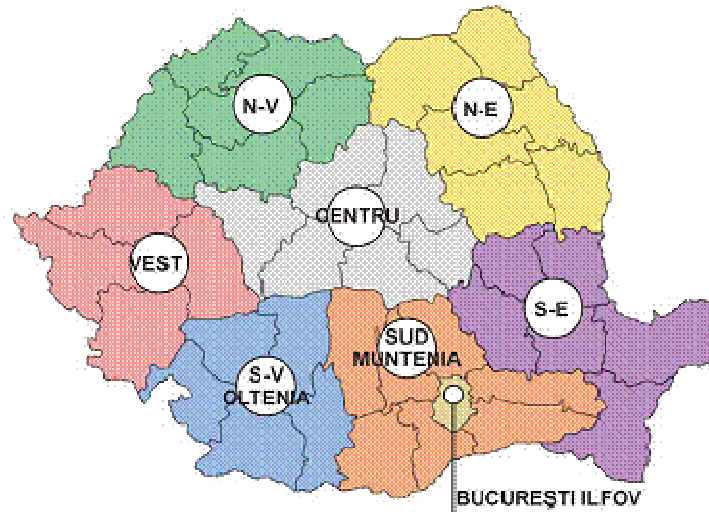 N-V
N-E
CENTRU
VEST
S-E
SUD
MUNTENIA
S-V
OLTENIA
BUCUREŞTI ILFOV